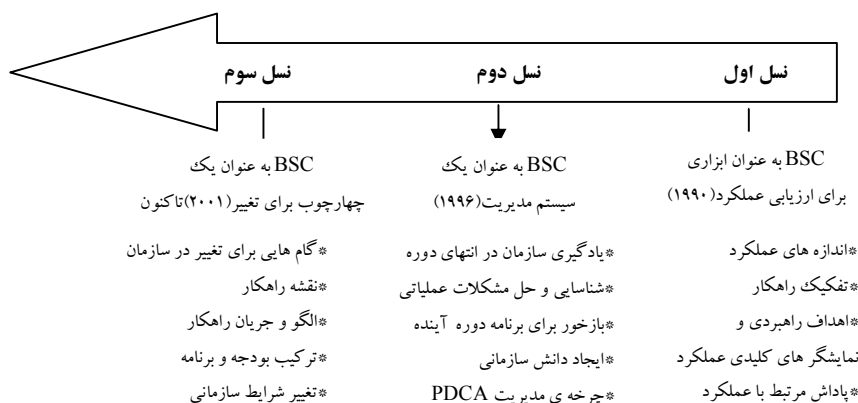 نسل اول
نسل دوم
نسل سوم
BSC به عنوان ابزاری
برای ارزیابی عملکرد(۱۹۹۰)
*اندازه های عملکرد
*تفکیک راهکار
*اهداف راهبردی و
نمایشگر های کلیدی عملکرد
*پاداش مرتبط با عملکرد
BSC به عنوان یک
سیستم مدیریت(۱۹۹۶)
*یادگیری سازمان در انتهای دوره
*شناسایی و حل مشکلات عملیاتی
*بازخور برای برنامه دوره آینده
*ایجاد دانش سازمانی
*چرخه ی مدیریت PDCA
BSC به عنوان یک
چهارچوب برای تغییر(۲۰۰۱)تاکنون
*گام هایی برای تغییر در سازمان
*نقشه راهکار
*الگو و جریان راهکار
*ترکیب بودجه و برنامه
*تغییر شرایط سازمانی